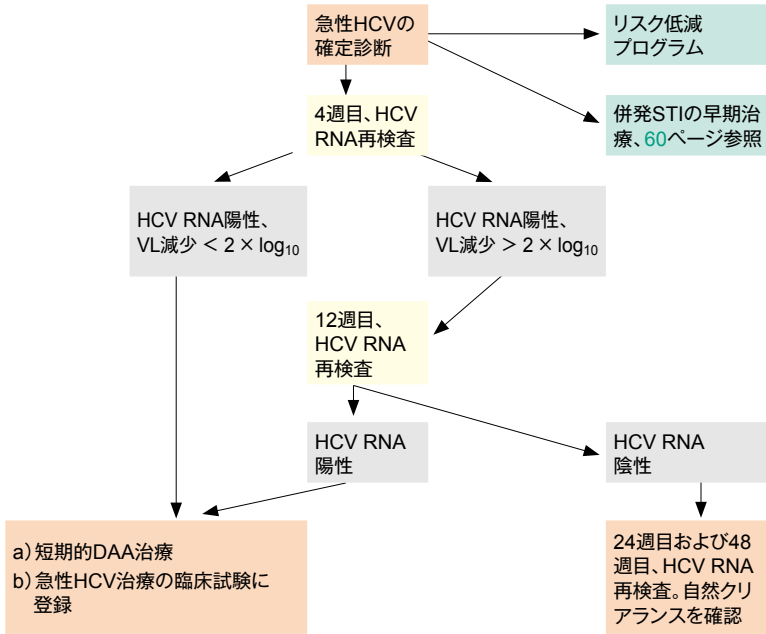 急性HCVの
確定診断
リスク低減
プログラム
4週目、HCV
RNA再検査
併発STIの早期治
療、60ページ参照
HCV RNA陽性、
VL減少 < 2 × log₁₀
HCV RNA陽性、
VL減少 > 2 × log₁₀
12週目、
HCV RNA
再検査
HCV RNA
陽性
HCV RNA
陰性
a）短期的DAA治療
b）急性HCV治療の臨床試験に
登録
24週目および48
週目、HCV RNA
再検査。自然クリ
アランスを確認